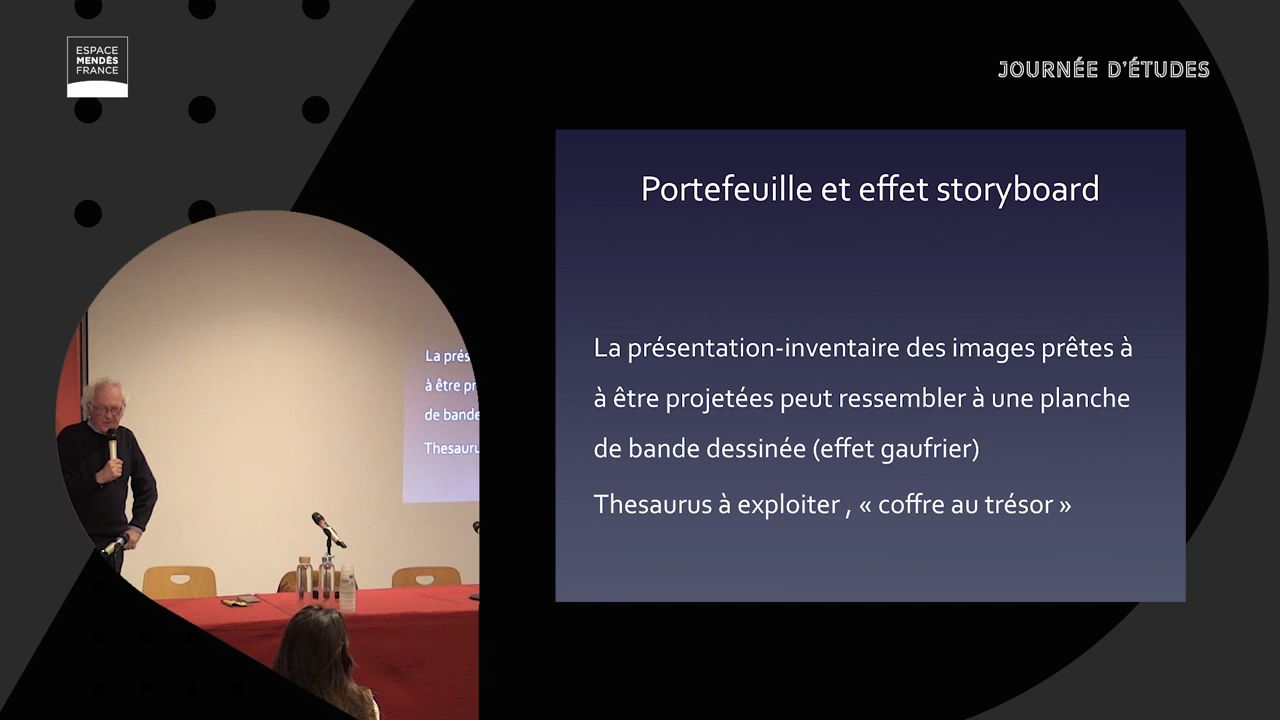 ESPACE
MENDÈS
FRANCE
JOURNÉE D'ÉTUDES
Portefeuille et effet storyboard
La présentation-inventaire des images prêtes à
à être projetées peut ressembler à une planche
de bande dessinée (effet gaufrier)
Thesaurus à exploiter , « coffre au trésor »
La prés
à être pr
de bande
Thesauru